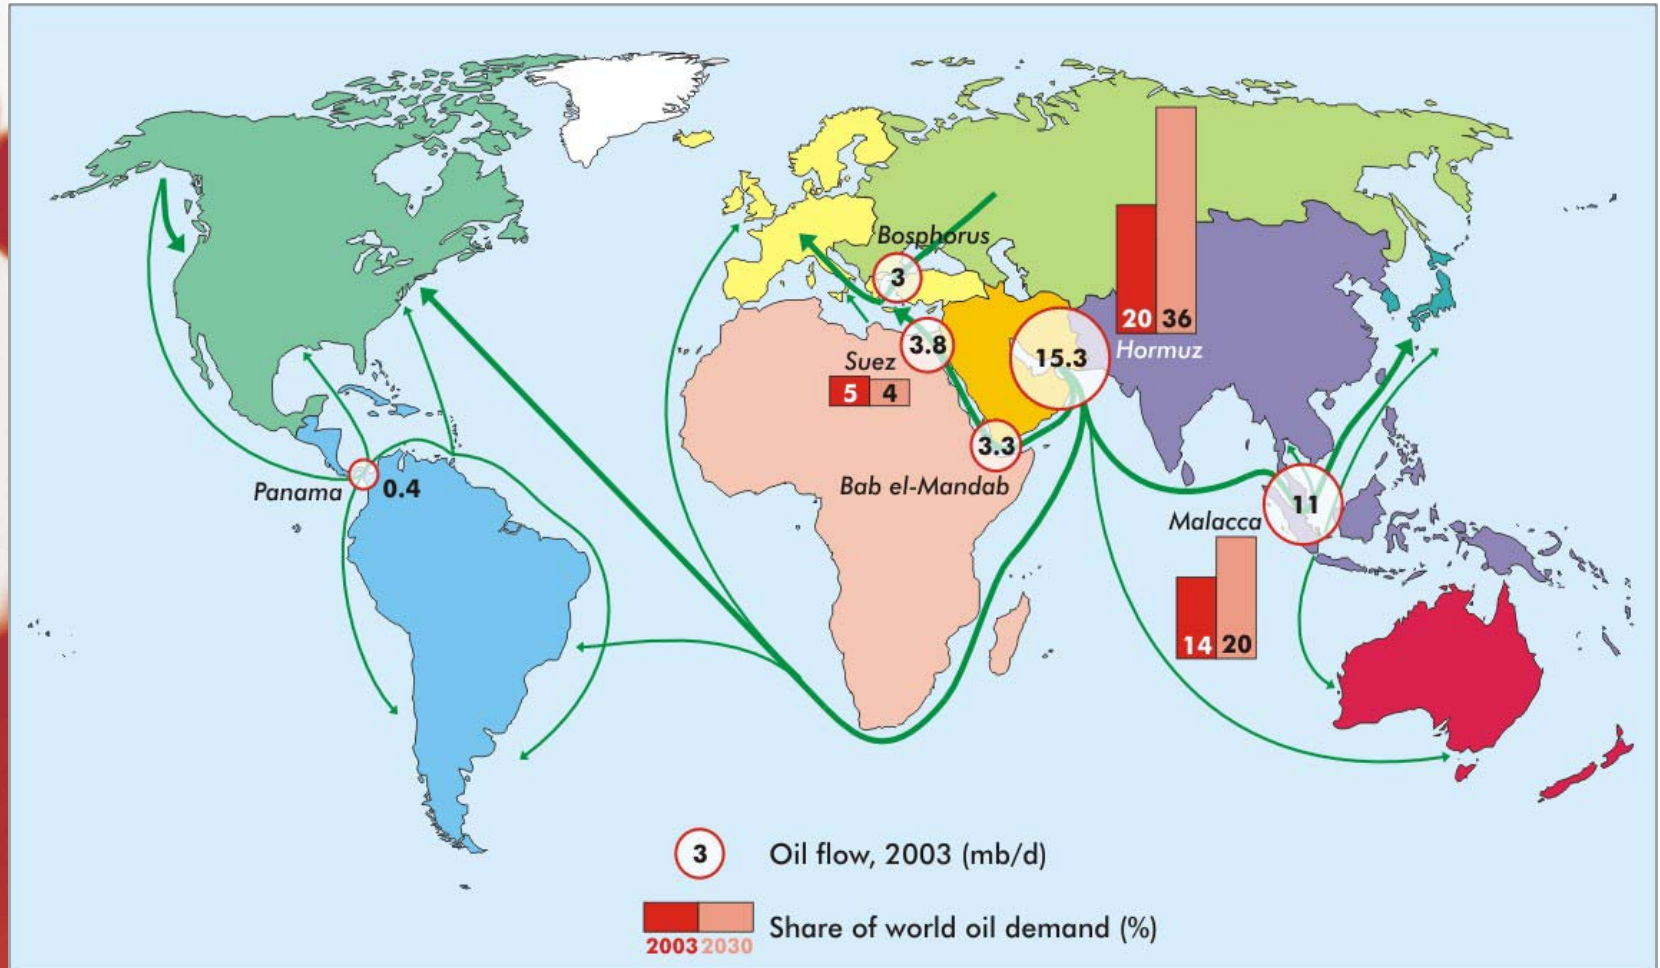 Bosphorus
3
20 36
Hormuz
15.3
3.8
Suez
5 4
3.3
Bab el-Mandab
Panama 0.4
11
Malacca
14 20
3 Oil flow, 2003 (mb/d)
Share of world oil demand (%)
2003 2030